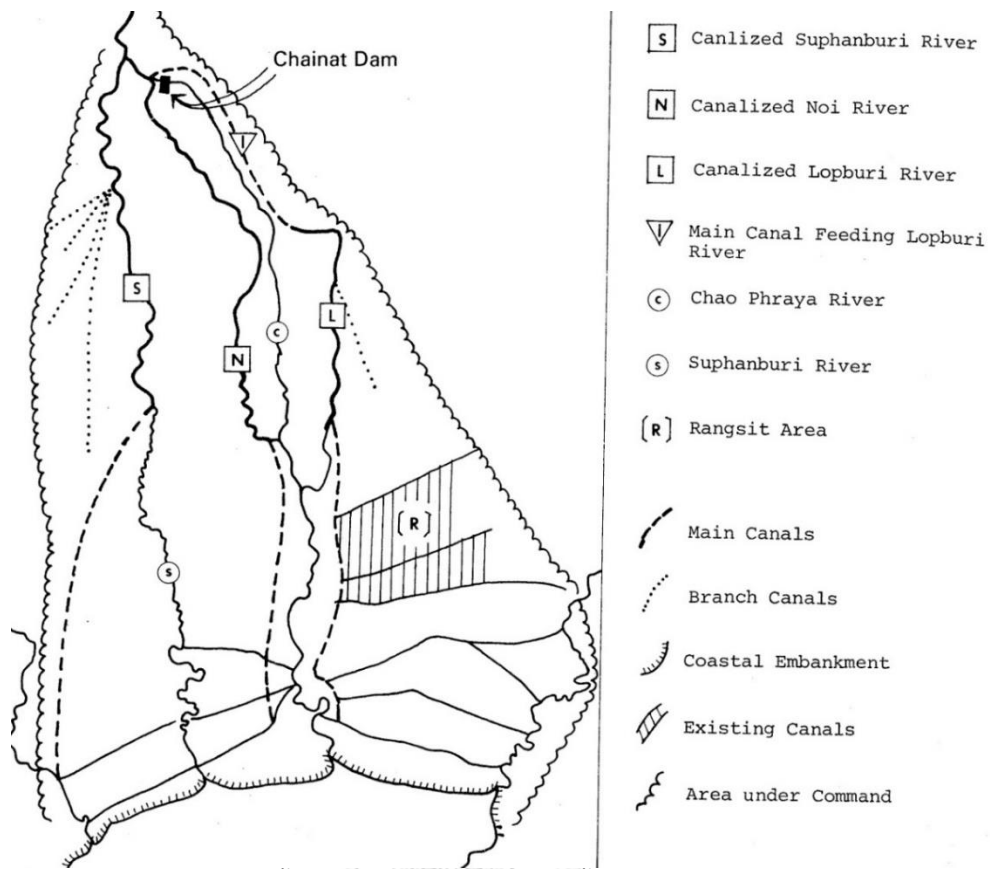 Chainat Dam
I
S
C
L
N
[R]
s
S Canlized Suphanburi River
N Canalized Noi River
L Canalized Lopburi River
I Main Canal Feeding Lopburi
River
c Chao Phraya River
s Suphanburi River
[R] Rangsit Area
Main Canals
Branch Canals
Coastal Embankment
Existing Canals
Area under Command